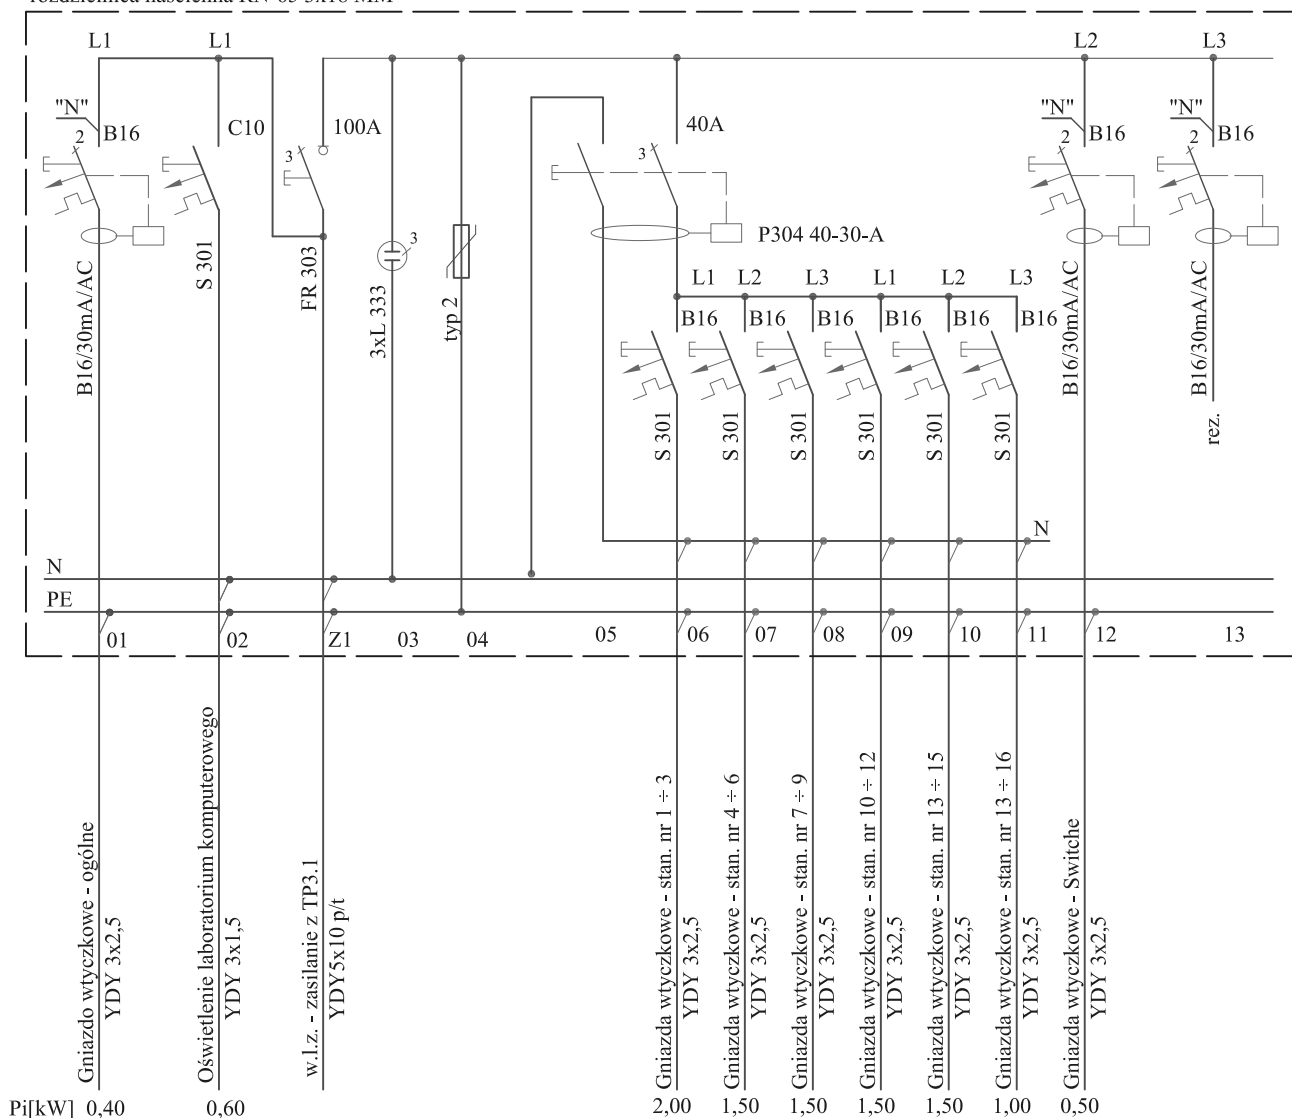 rozdzielnica naścienna RN-65 3x18 MM
L1
L1
L2
L3
"N"
2
B16
C10
100A
3
40A
3
"N"
2
B16
"N"
2
B16
3
P304 40-30-A
B16/30mA/AC
S 301
FR 303
3xL 333
typ 2
B16/30mA/AC
B16/30mA/AC
rez.
L1
L2
L3
L1
L2
L3
B16
B16
B16
B16
B16
B16
S 301
S 301
S 301
S 301
S 301
S 301
N
N
PE
01
02
Z1
03
04
05
06
07
08
09
10
11
12
13
Gniazdo wtyczkowe - ogólne
YDY 3x2,5
Oświetlenie laboratorium komputerowego
YDY 3x1,5
w.l.z. - zasilanie z TP3.1
YDY5x10 p/t
Gniazda wtyczkowe - stan. nr 1 ÷ 3
YDY 3x2,5
Gniazda wtyczkowe - stan. nr 4 ÷ 6
YDY 3x2,5
Gniazda wtyczkowe - stan. nr 7 ÷ 9
YDY 3x2,5
Gniazda wtyczkowe - stan. nr 10 ÷ 12
YDY 3x2,5
Gniazda wtyczkowe - stan. nr 13 ÷ 15
YDY 3x2,5
Gniazda wtyczkowe - stan. nr 13 ÷ 16
YDY 3x2,5
Gniazda wtyczkowe - Switche
YDY 3x2,5
Pi[kW] 0,40 0,60 2,00 1,50 1,50 1,50 1,50 1,00 0,50